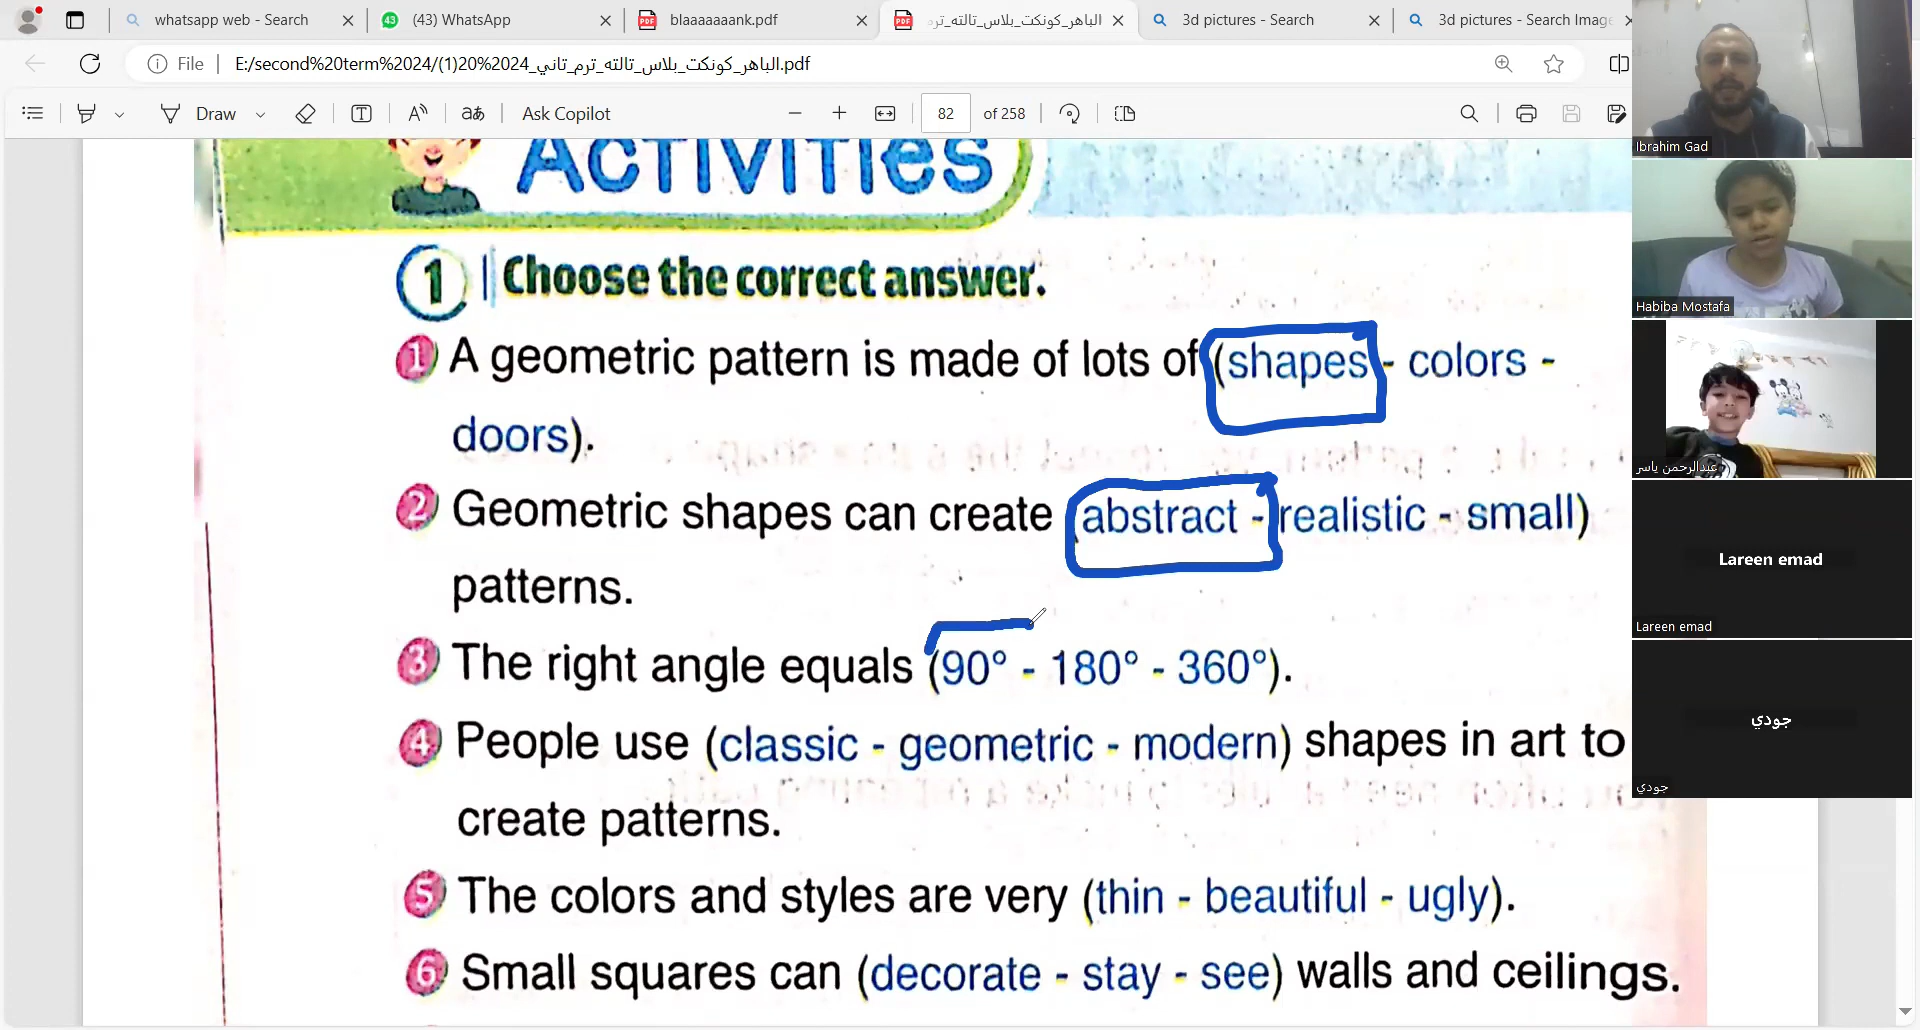 whatsapp web - Search
(43) WhatsApp
blaaaaaaank.pdf
الباهر_كونكت_بلاس_تالته_ترم
3d pictures - Search
3d pictures - Search Image
File
E:/second%20term%2024/(1)20%2024_الباهر_كونكت_بلاس_تالته_ترم_تاني.pdf
Draw
Ask Copilot
82 of 258
ACTIVITIES
1 Choose the correct answer.
1 A geometric pattern is made of lots of (shapes - colors -
doors).
2 Geometric shapes can create (abstract - realistic - small)
patterns.
3 The right angle equals (90° - 180° - 360°).
4 People use (classic - geometric - modern) shapes in art to
create patterns.
5 The colors and styles are very (thin - beautiful - ugly).
6 Small squares can (decorate - stay - see) walls and ceilings.
Ibrahim Gad
Habiba Mostafa
عبدالرحمن ياسر
Lareen emad
Lareen emad
جودي
جودي